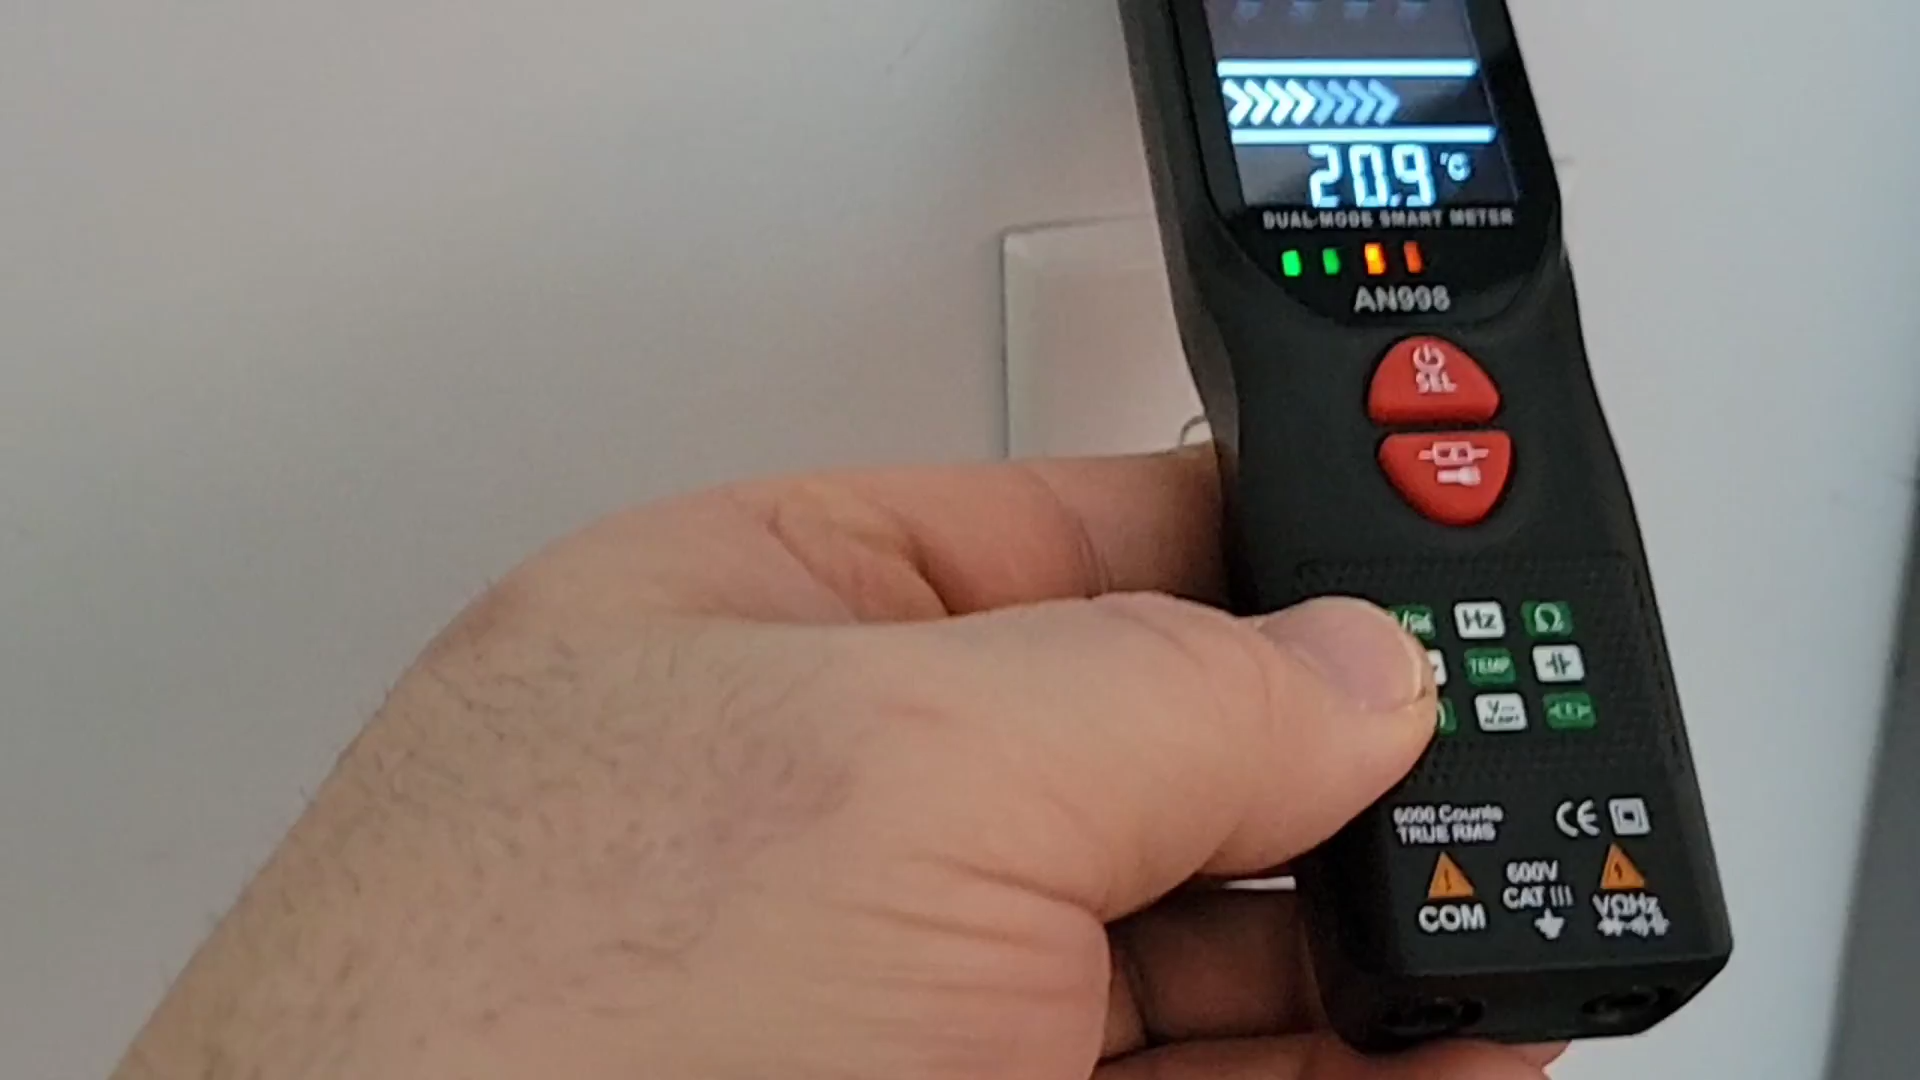 20.9 °C
DUAL-MODE SMART METER
AN998
SEL
Hz Ω
TEMP
V
6000 Counts
TRUE RMS
CE
600V
CAT III
COM
VΩHz